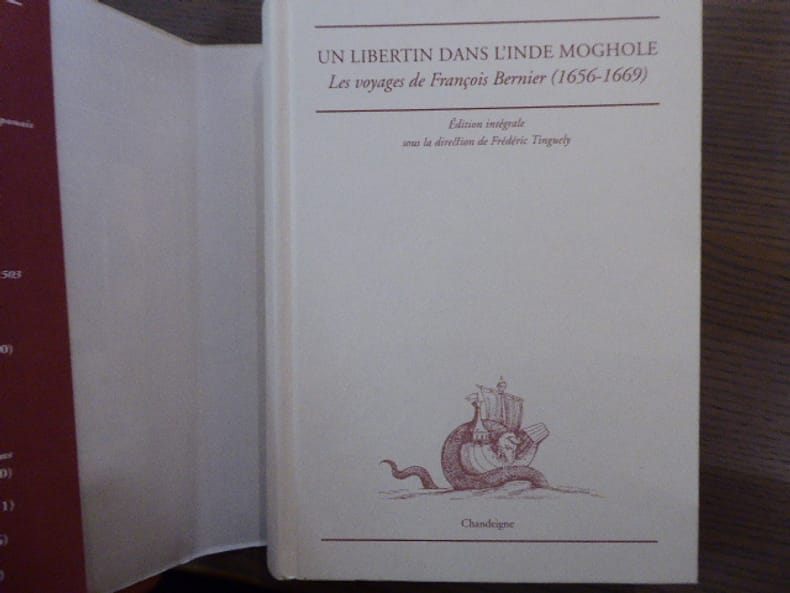 UN LIBERTIN DANS L'INDE MOGHOLE
Les voyages de François Bernier (1656-1669)
Édition intégrale
sous la direction de Frédéric Tinguely
Chandeigne